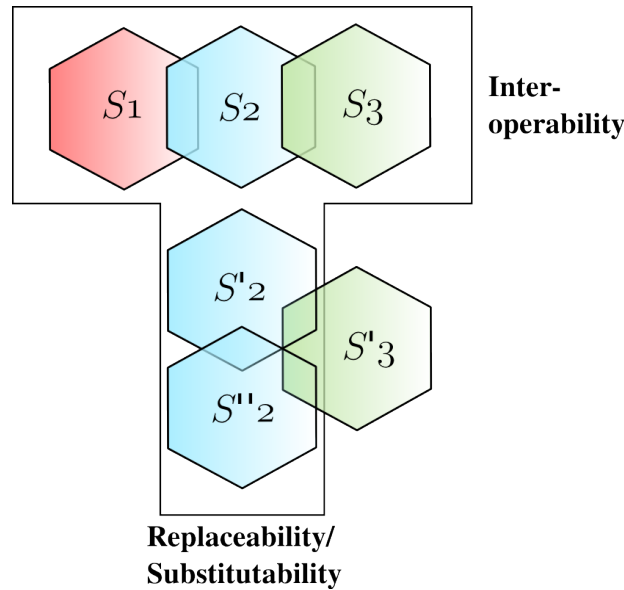 S1
S2
S3
Inter-
operability
S'2
S'3
S''2
Replaceability/
Substitutability